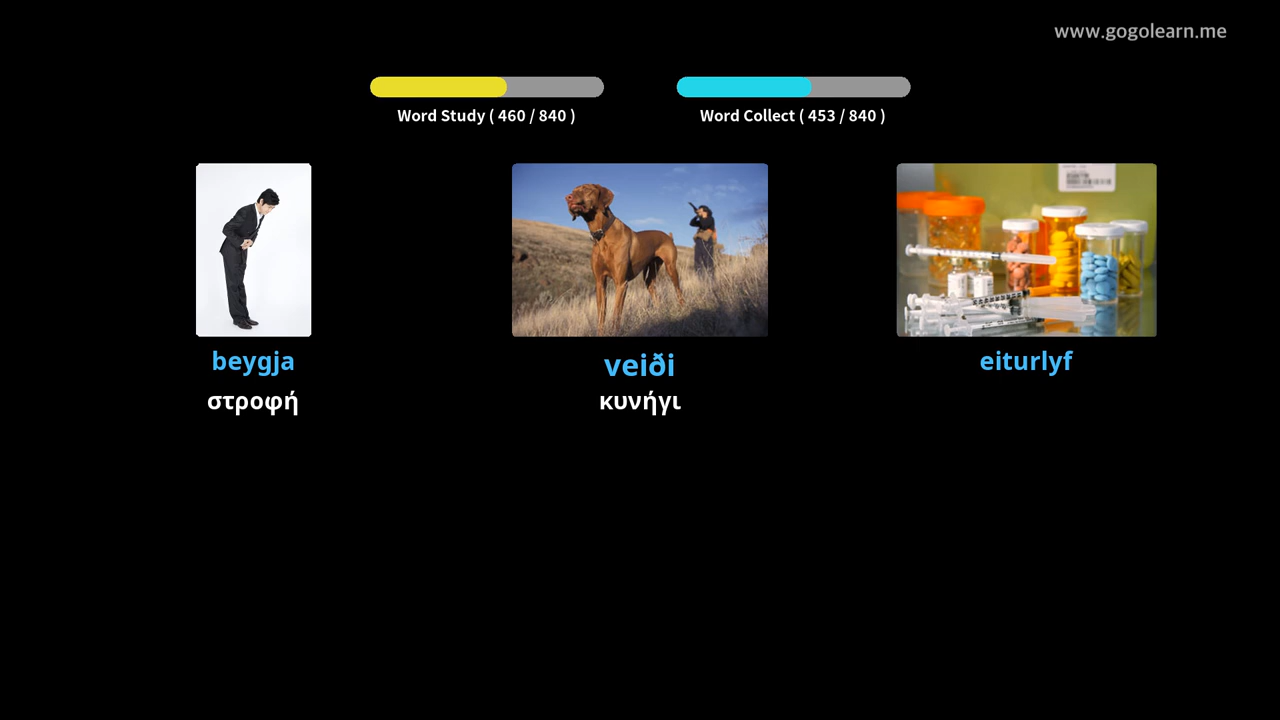 www.gogolearn.me
Word Study ( 460 / 840 )
Word Collect ( 453 / 840 )
beygja
veiði
eiturlyf
στροφή
κυνήγι